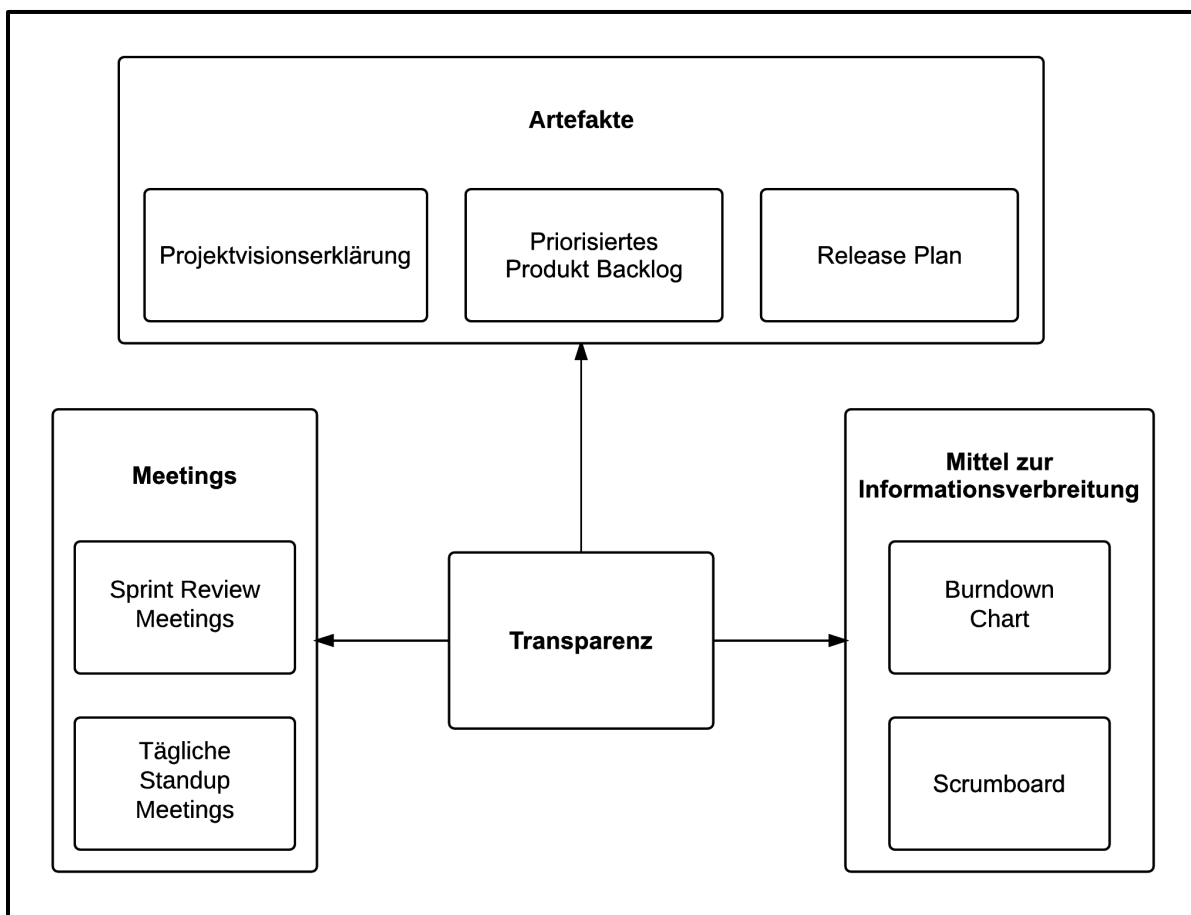 Artefakte
Projektvisionserklärung
Priorisiertes
Produkt Backlog
Release Plan
Meetings
Sprint Review
Meetings
Tägliche
Standup
Meetings
Transparenz
Mittel zur
Informationsverbreitung
Burndown
Chart
Scrumboard